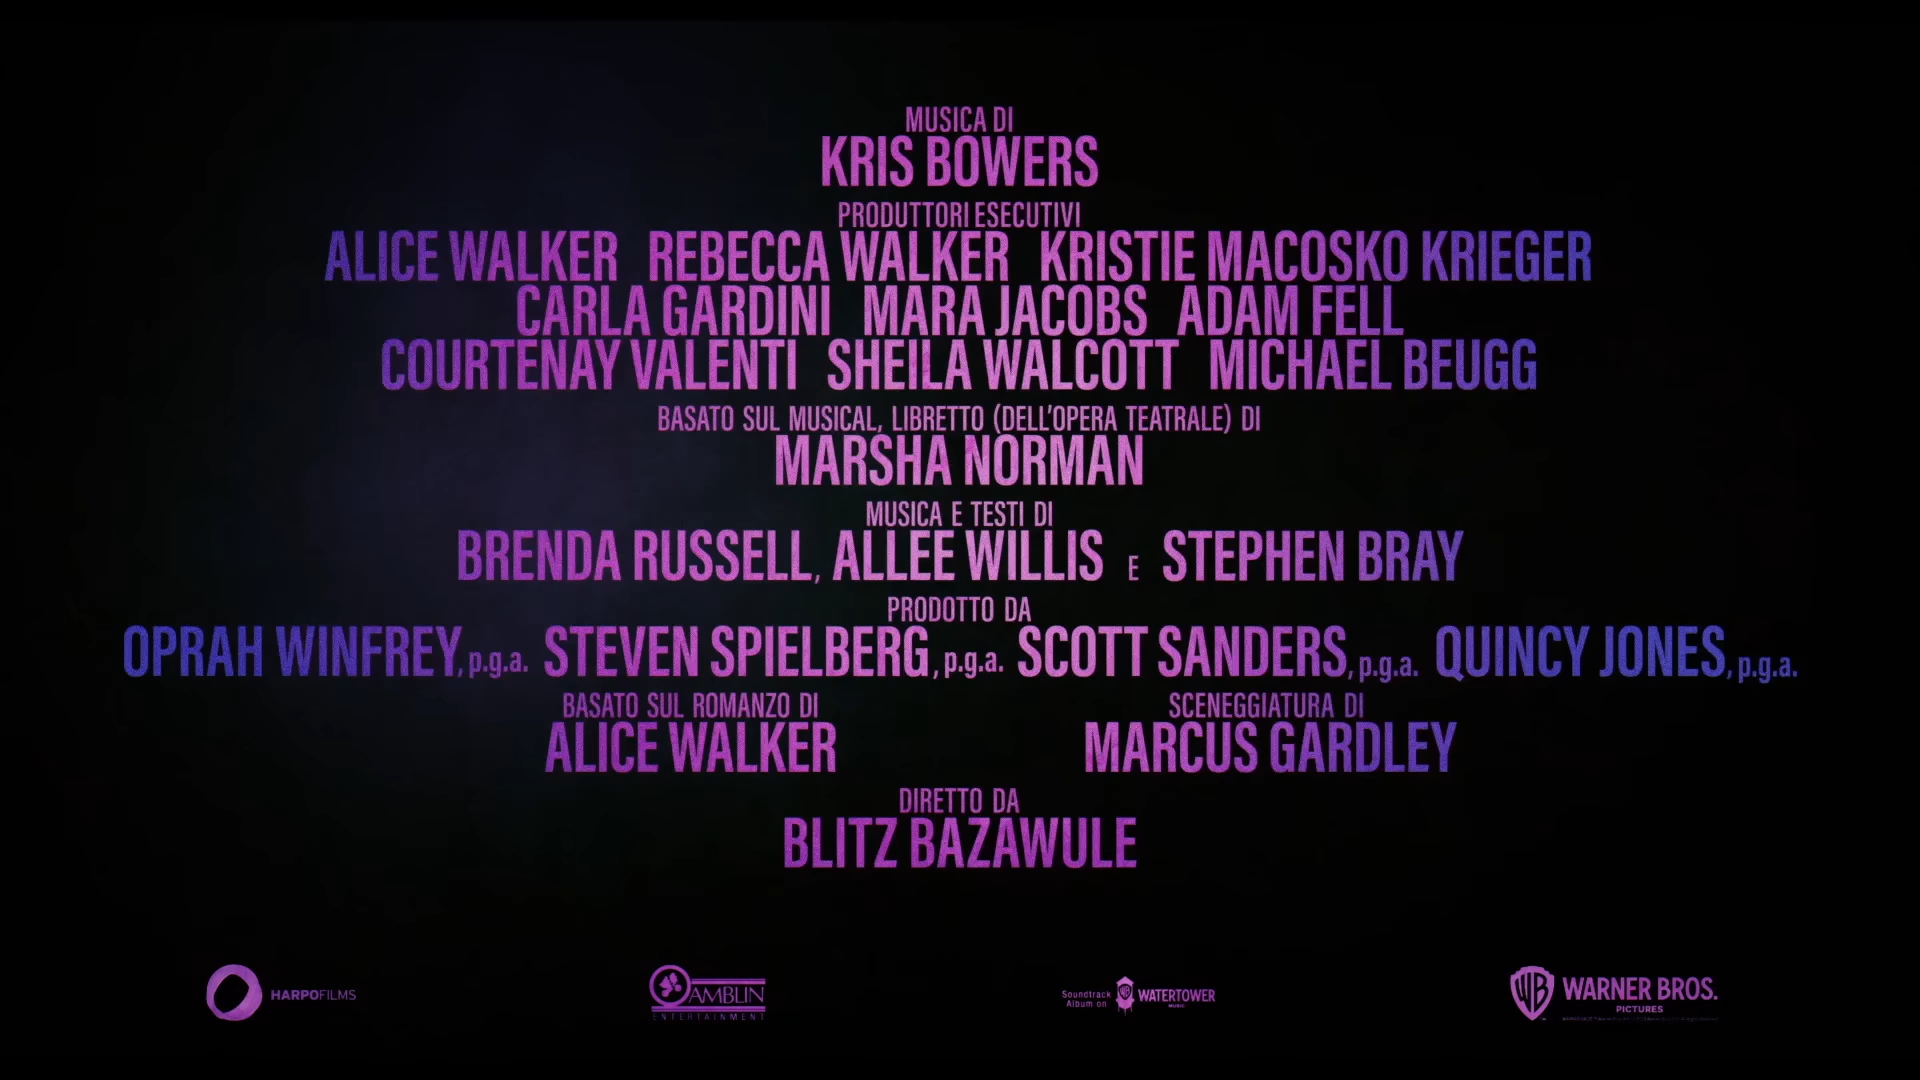 MUSICA DI
KRIS BOWERS
PRODUTTORI ESECUTIVI
ALICE WALKER REBECCA WALKER KRISTIE MACOSKO KRIEGER
CARLA GARDINI MARA JACOBS ADAM FELL
COURTENAY VALENTI SHEILA WALCOTT MICHAEL BEUGG
BASATO SUL MUSICAL, LIBRETTO (DELL'OPERA TEATRALE) DI
MARSHA NORMAN
MUSICA E TESTI DI
BRENDA RUSSELL, ALLEE WILLIS E STEPHEN BRAY
PRODOTTO DA
OPRAH WINFREY, p.g.a. STEVEN SPIELBERG, p.g.a. SCOTT SANDERS, p.g.a. QUINCY JONES, p.g.a.
BASATO SUL ROMANZO DI
ALICE WALKER
SCENEGGIATURA DI
MARCUS GARDLEY
DIRETTO DA
BLITZ BAZAWULE
HARPOFILMS
AMBLIN
ENTERTAINMENT
Soundtrack
Album on
WB
WATERTOWER
MUSIC
WB
WARNER BROS.
PICTURES